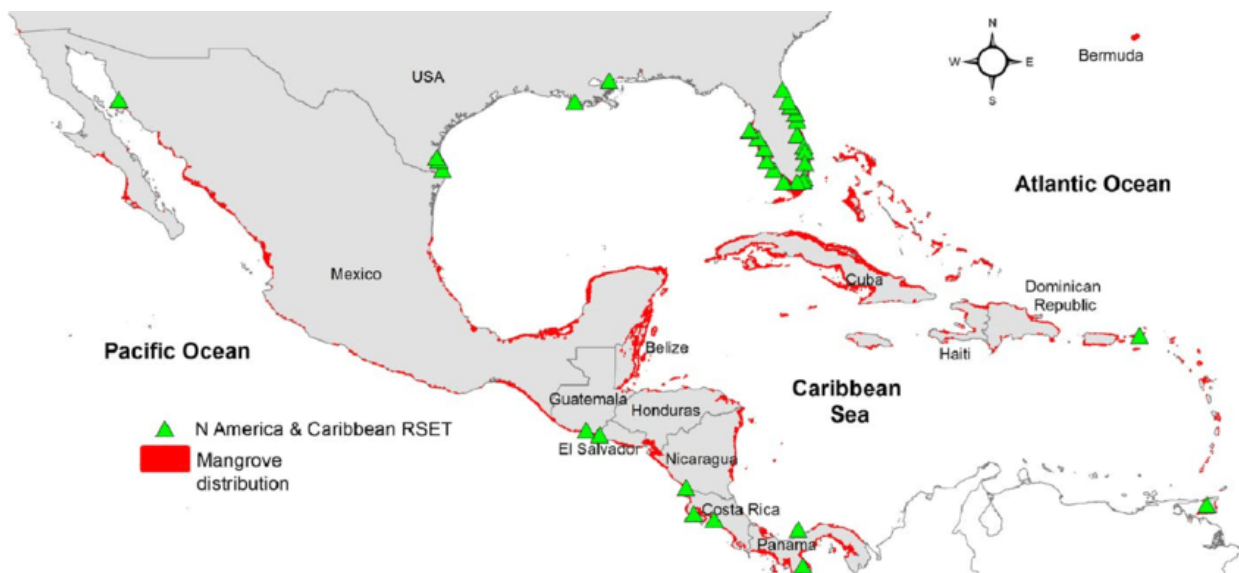 N
W
E
S
Bermuda
USA
Atlantic Ocean
Mexico
Cuba
Dominican
Republic
Pacific Ocean
Belize
Haiti
Caribbean
Sea
Guatemala
Honduras
N America & Caribbean RSET
El Salvador
Nicaragua
Mangrove
distribution
Costa Rica
Panama